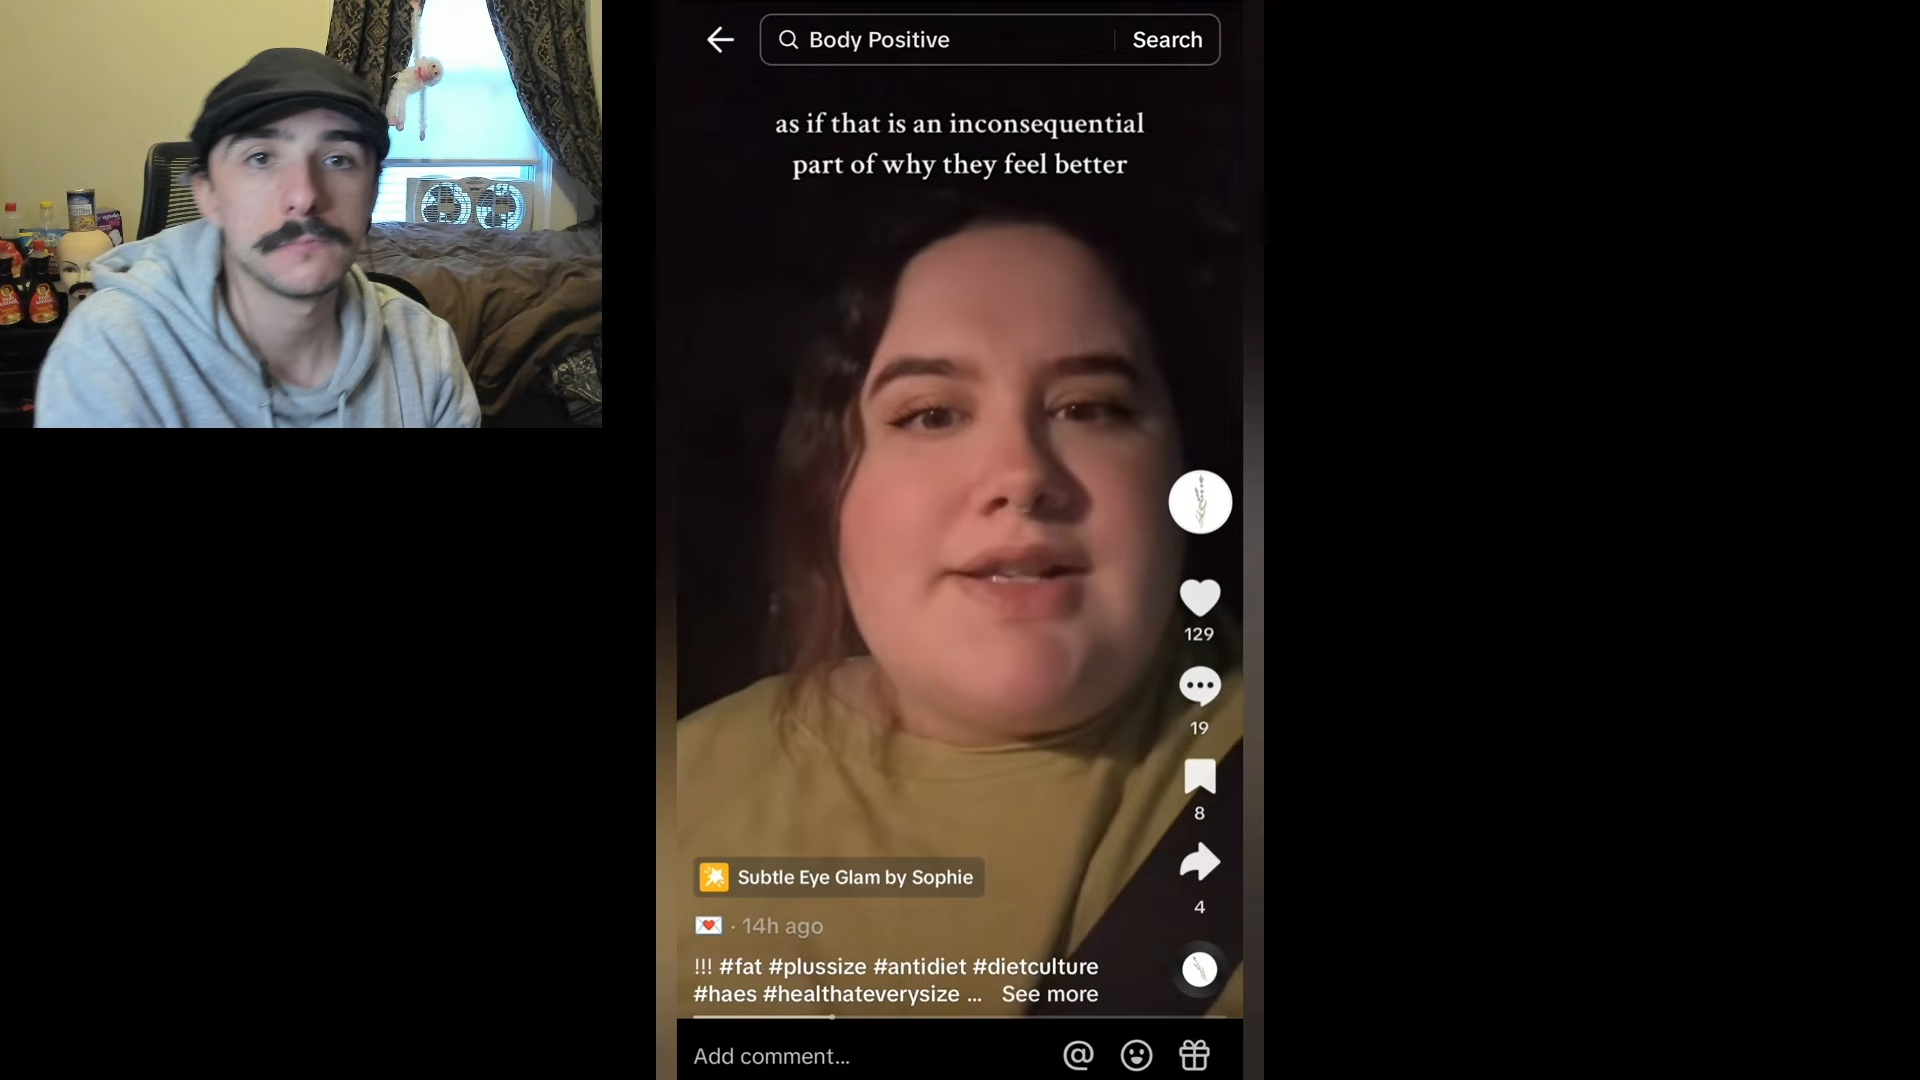 Body Positive
Search
as if that is an inconsequential
part of why they feel better
129
19
8
4
Subtle Eye Glam by Sophie
· 14h ago
!!! #fat #plussize #antidiet #dietculture
#haes #healthateverysize ... See more
Add comment...